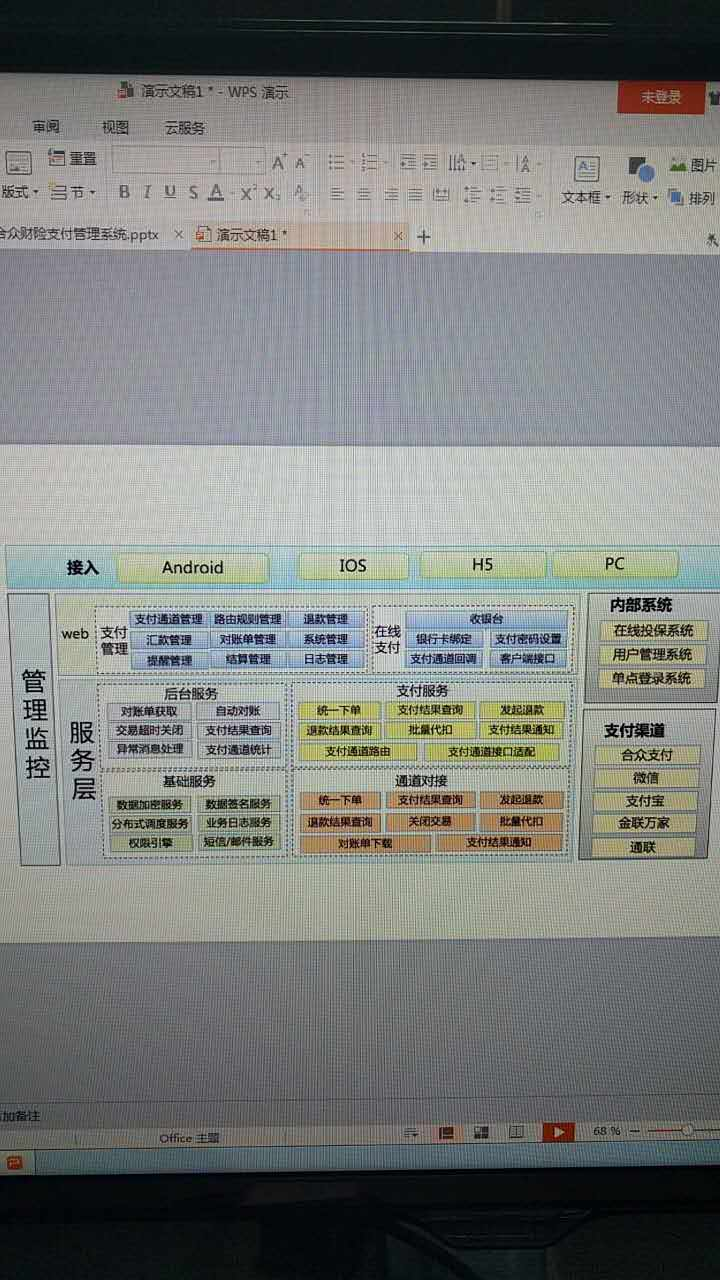 演示文稿1 * - WPS 演示
未登录
审阅 视图 云服务
重置
版式 节 B I U S A X² X₂ 文本框 形状 图片 排列
合众财险支付管理系统.pptx × 演示文稿1 * × +
接入 Android IOS H5 PC
管理监控
web
支付管理
支付通道管理 路由规则管理 退款管理
汇款管理 对账单管理 系统管理
提醒管理 结算管理 日志管理
在线支付
收银台
银行卡绑定 支付密码设置
支付通道回调 客户端接口
服务层
后台服务
对账单获取 自动对账
交易超时关闭 支付结果查询
异常消息处理 支付通道统计
支付服务
统一下单 支付结果查询 发起退款
退款结果查询 批量代扣 支付结果通知
支付通道路由 支付通道接口适配
基础服务
数据加密服务 数据签名服务
分布式调度服务 业务日志服务
权限引擎 短信/邮件服务
通道对接
统一下单 支付结果查询 发起退款
退款结果查询 关闭交易 批量代扣
对账单下载 支付结果通知
内部系统
在线投保系统
用户管理系统
单点登录系统
支付渠道
合众支付
微信
支付宝
金联万家
通联
加备注
Office 主题
68 %